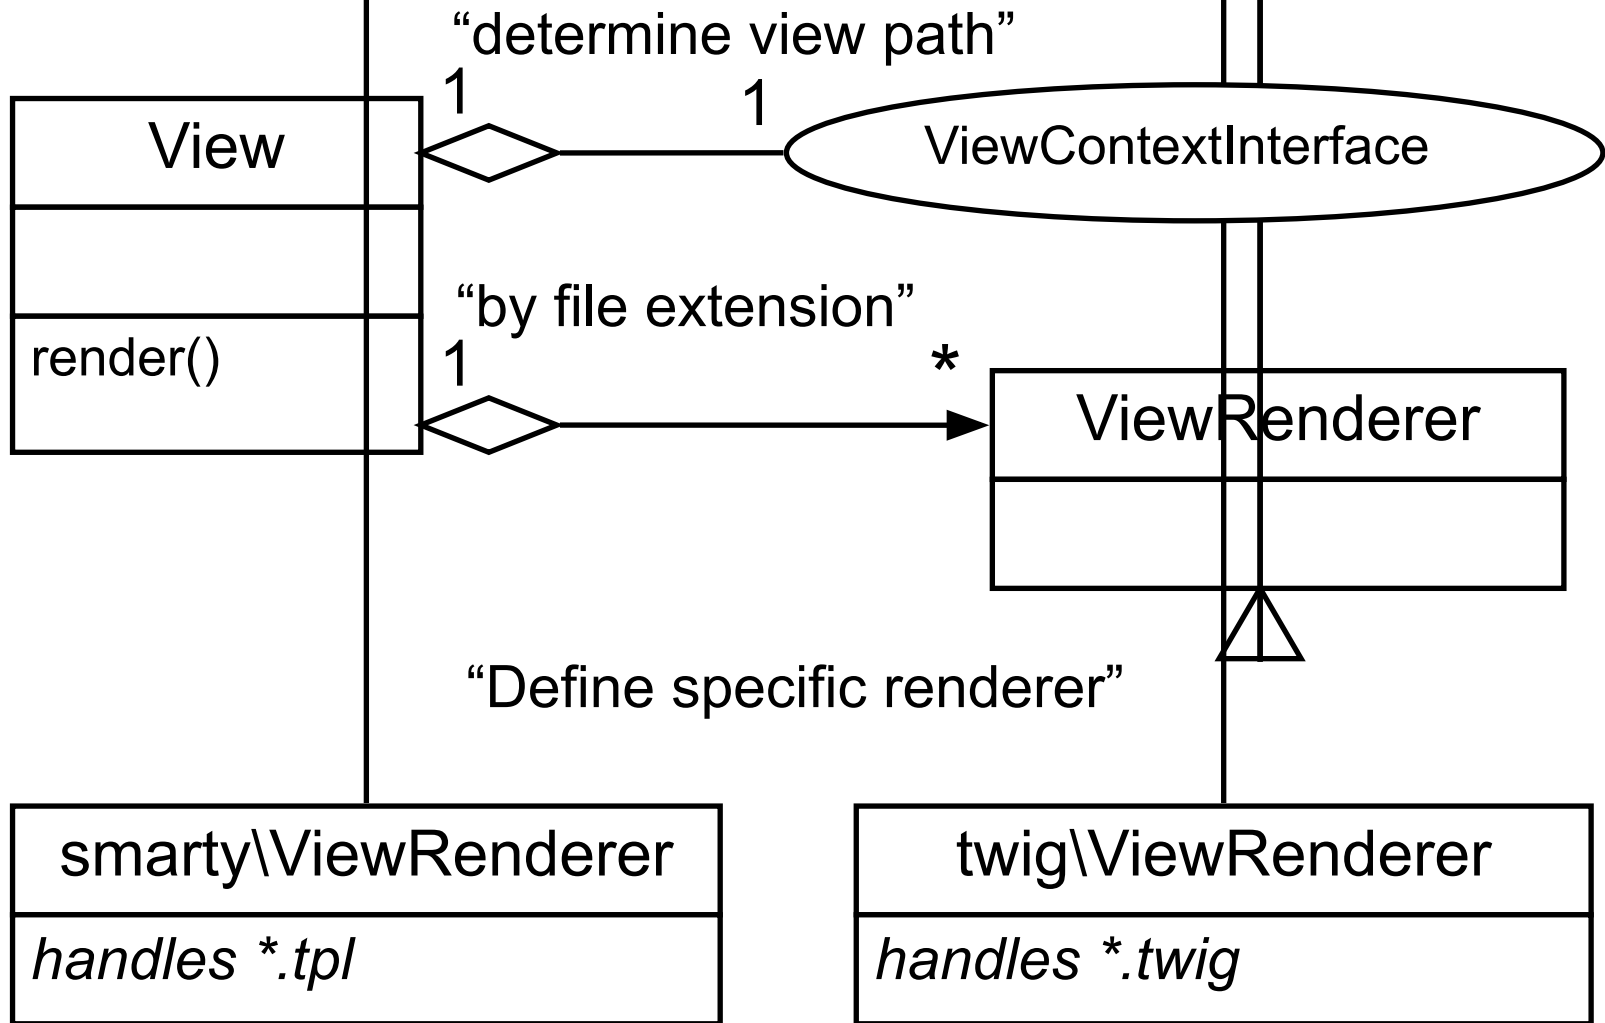 “determine view path”
1
1
View
ViewContextInterface
“by file extension”
render()
1
*
ViewRenderer
“Define specific renderer”
smarty\ViewRenderer
twig\ViewRenderer
handles *.tpl
handles *.twig